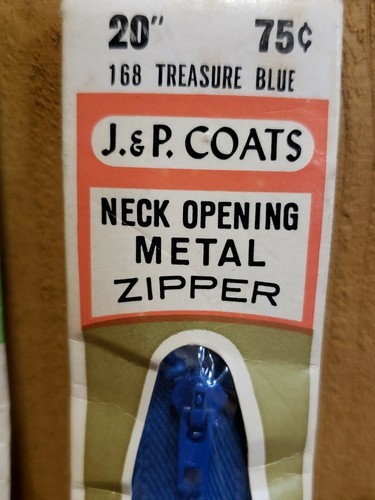 20" 75¢
168 TREASURE BLUE
J.&P. COATS
NECK OPENING
METAL
ZIPPER